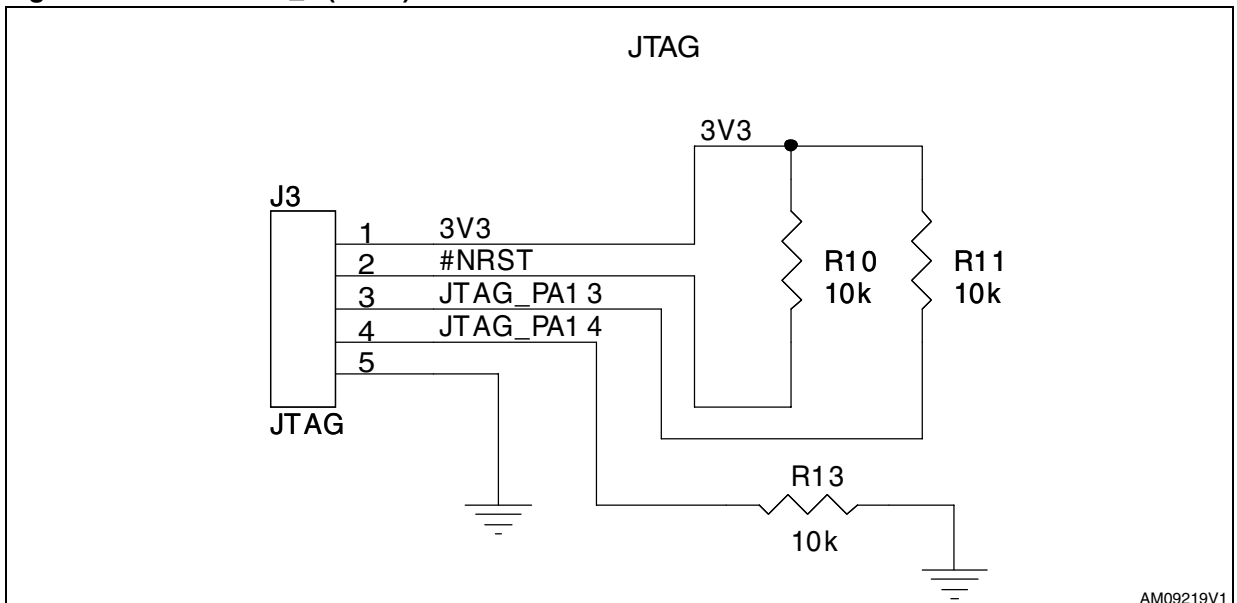 JTAG
3V3
J3
1 3V3
2 #NRST
3 JTAG_PA13
4 JTAG_PA14
5
JTAG
R10
10k
R11
10k
R13
10k
AM09219V1